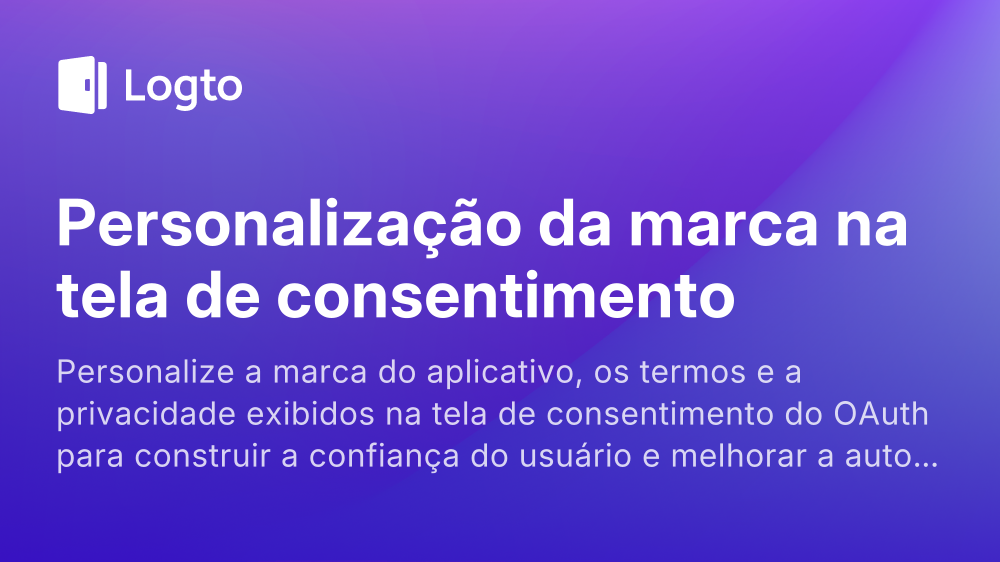 Logto
Personalização da marca na
tela de consentimento
Personalize a marca do aplicativo, os termos e a
privacidade exibidos na tela de consentimento do OAuth
para construir a confiança do usuário e melhorar a auto...